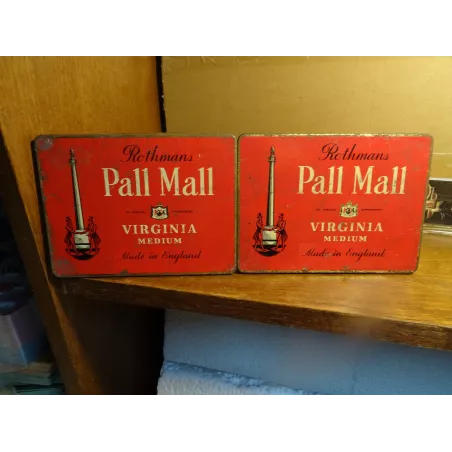 Rothmans
Pall Mall
VIRGINIA
MEDIUM
Made in England
Rothmans
Pall Mall
VIRGINIA
MEDIUM
Made in England